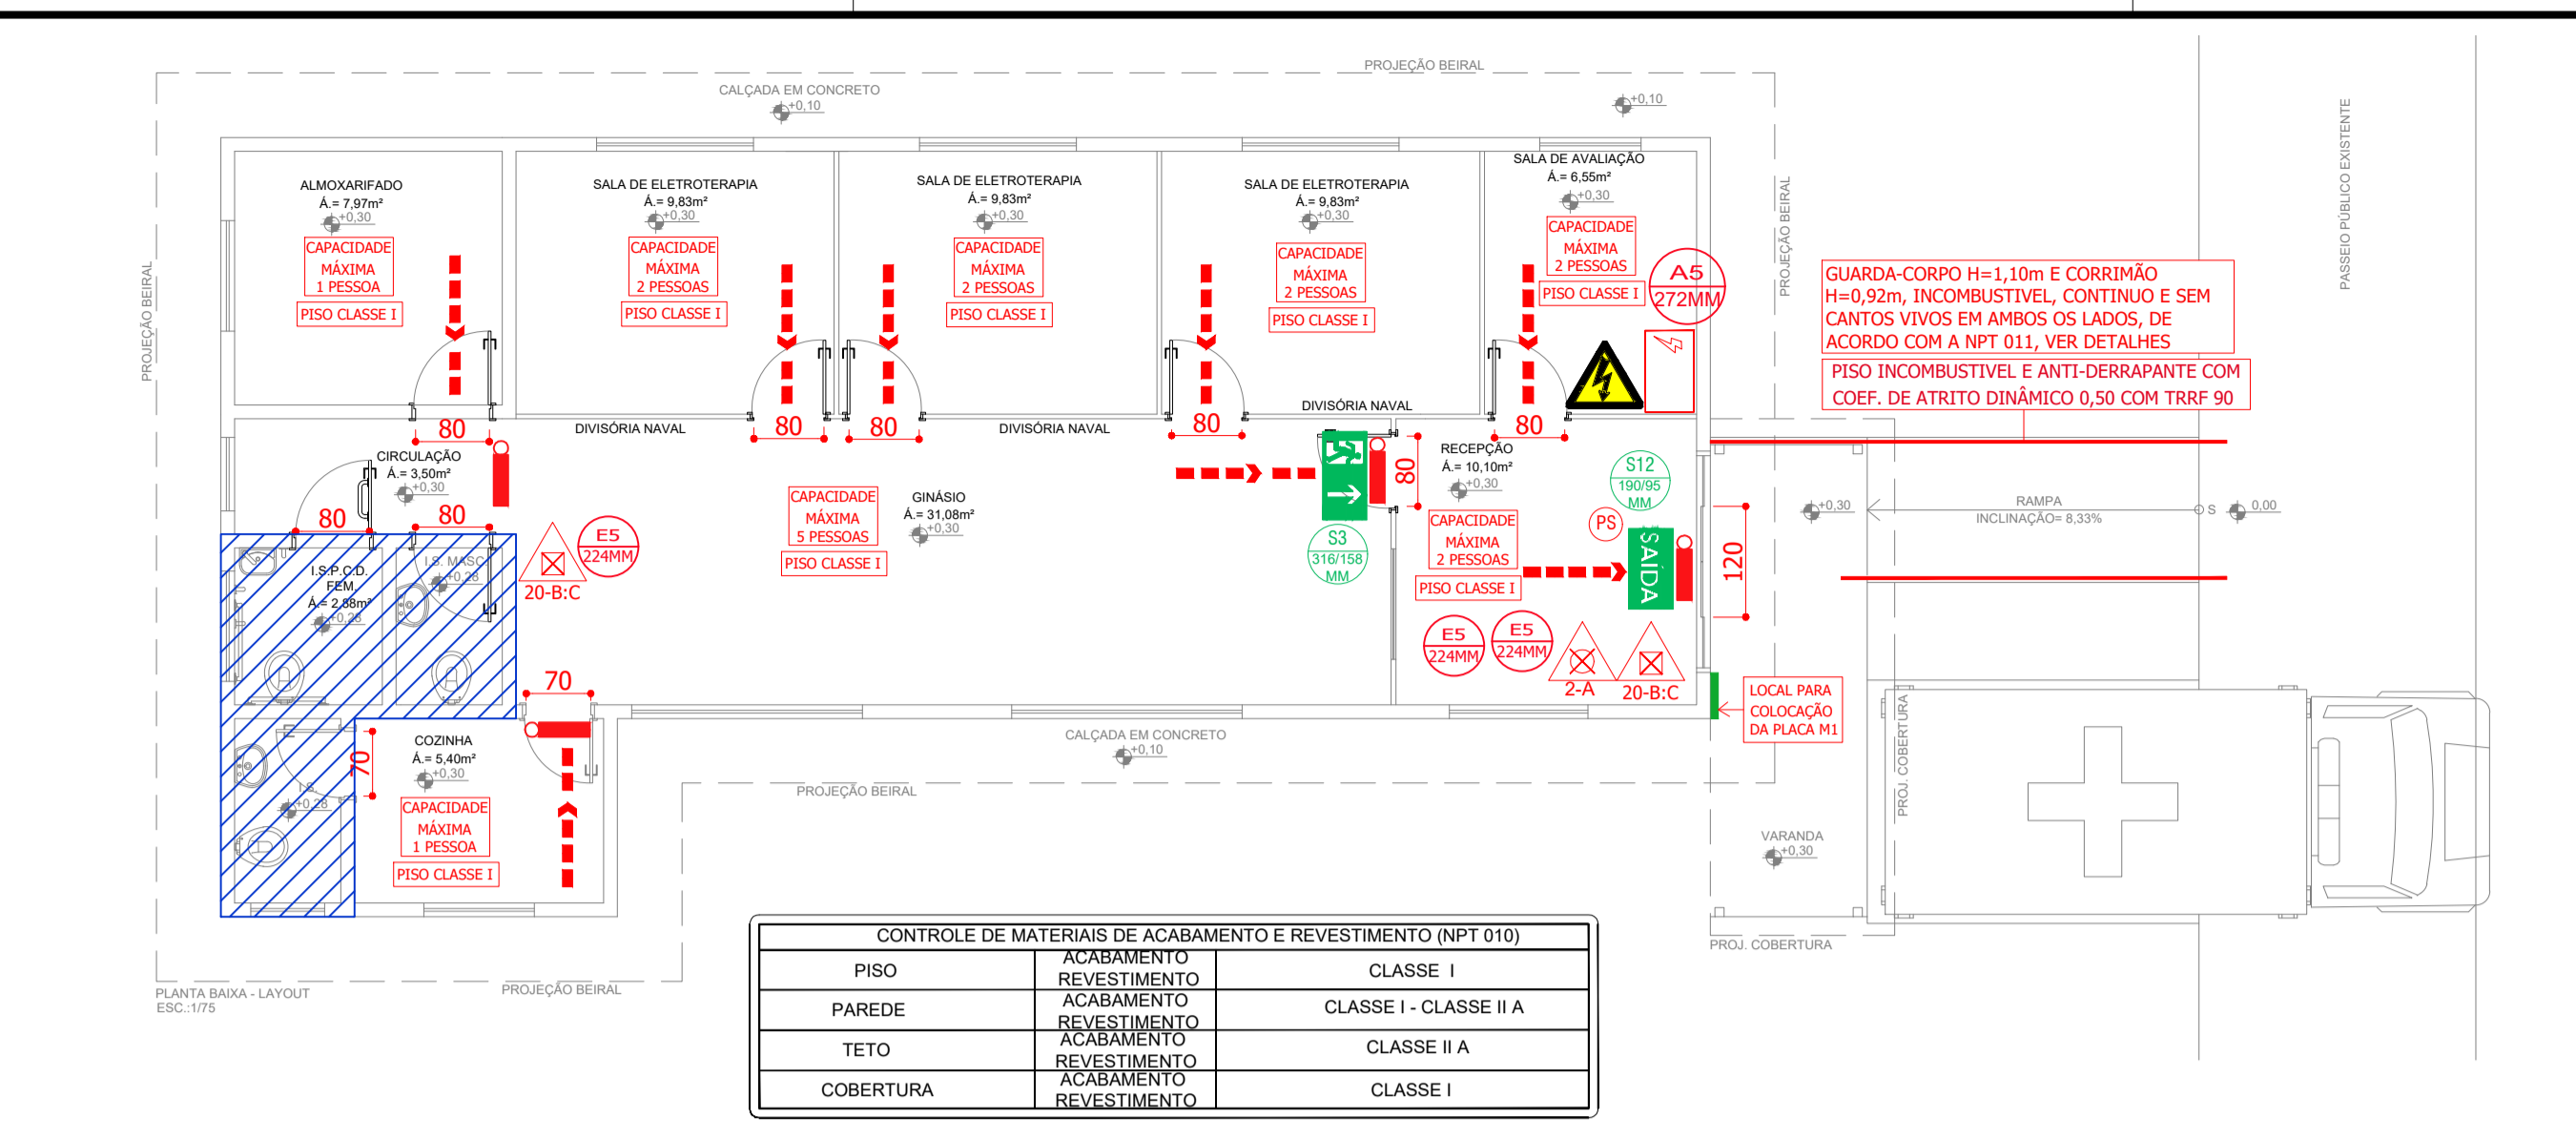 PROJEÇÃO BEIRAL
CALÇADA EM CONCRETO
+0,10
+0,10
PASSEIO PÚBLICO EXISTENTE
PROJEÇÃO BEIRAL
PROJEÇÃO BEIRAL
ALMOXARIFADO
Á.= 7,97m²
+0,30
CAPACIDADE
MÁXIMA
1 PESSOA
PISO CLASSE I
SALA DE ELETROTERAPIA
Á.= 9,83m²
+0,30
CAPACIDADE
MÁXIMA
2 PESSOAS
PISO CLASSE I
SALA DE ELETROTERAPIA
Á.= 9,83m²
+0,30
CAPACIDADE
MÁXIMA
2 PESSOAS
PISO CLASSE I
SALA DE ELETROTERAPIA
Á.= 9,83m²
+0,30
CAPACIDADE
MÁXIMA
2 PESSOAS
PISO CLASSE I
SALA DE AVALIAÇÃO
Á.= 6,55m²
+0,30
CAPACIDADE
MÁXIMA
2 PESSOAS
PISO CLASSE I
A5
272MM
GUARDA-CORPO H=1,10m E CORRIMÃO
H=0,92m, INCOMBUSTIVEL, CONTINUO E SEM
CANTOS VIVOS EM AMBOS OS LADOS, DE
ACORDO COM A NPT 011, VER DETALHES
PISO INCOMBUSTIVEL E ANTI-DERRAPANTE COM
COEF. DE ATRITO DINÂMICO 0,50 COM TRRF 90
80
DIVISÓRIA NAVAL
80
80
DIVISÓRIA NAVAL
80
DIVISÓRIA NAVAL
80
CIRCULAÇÃO
Á.= 3,50m²
+0,30
80
80
CAPACIDADE
MÁXIMA
5 PESSOAS
PISO CLASSE I
GINÁSIO
Á.= 31,08m²
+0,30
80
S3
316/158
MM
RECEPÇÃO
Á.= 10,10m²
+0,30
CAPACIDADE
MÁXIMA
2 PESSOAS
PISO CLASSE I
S12
190/95
MM
PS
SAÍDA
120
+0,30
RAMPA
INCLINAÇÃO= 8,33%
S
0,00
E5
224MM
20-B:C
I.S.P.C.D.
FEM.
Á.= 2,88m²
+0,28
I.S. MASC.
+0,28
E5
224MM
E5
224MM
2-A
20-B:C
LOCAL PARA
COLOCAÇÃO
DA PLACA M1
70
COZINHA
Á.= 5,40m²
+0,30
CAPACIDADE
MÁXIMA
1 PESSOA
PISO CLASSE I
70
I.S.
+0,28
CALÇADA EM CONCRETO
+0,10
PROJEÇÃO BEIRAL
PROJ. COBERTURA
VARANDA
+0,30
PROJ. COBERTURA
PROJEÇÃO BEIRAL
PLANTA BAIXA - LAYOUT
ESC.:1/75
CONTROLE DE MATERIAIS DE ACABAMENTO E REVESTIMENTO (NPT 010)
PISO
ACABAMENTO
REVESTIMENTO
CLASSE I
PAREDE
ACABAMENTO
REVESTIMENTO
CLASSE I - CLASSE II A
TETO
ACABAMENTO
REVESTIMENTO
CLASSE II A
COBERTURA
ACABAMENTO
REVESTIMENTO
CLASSE I